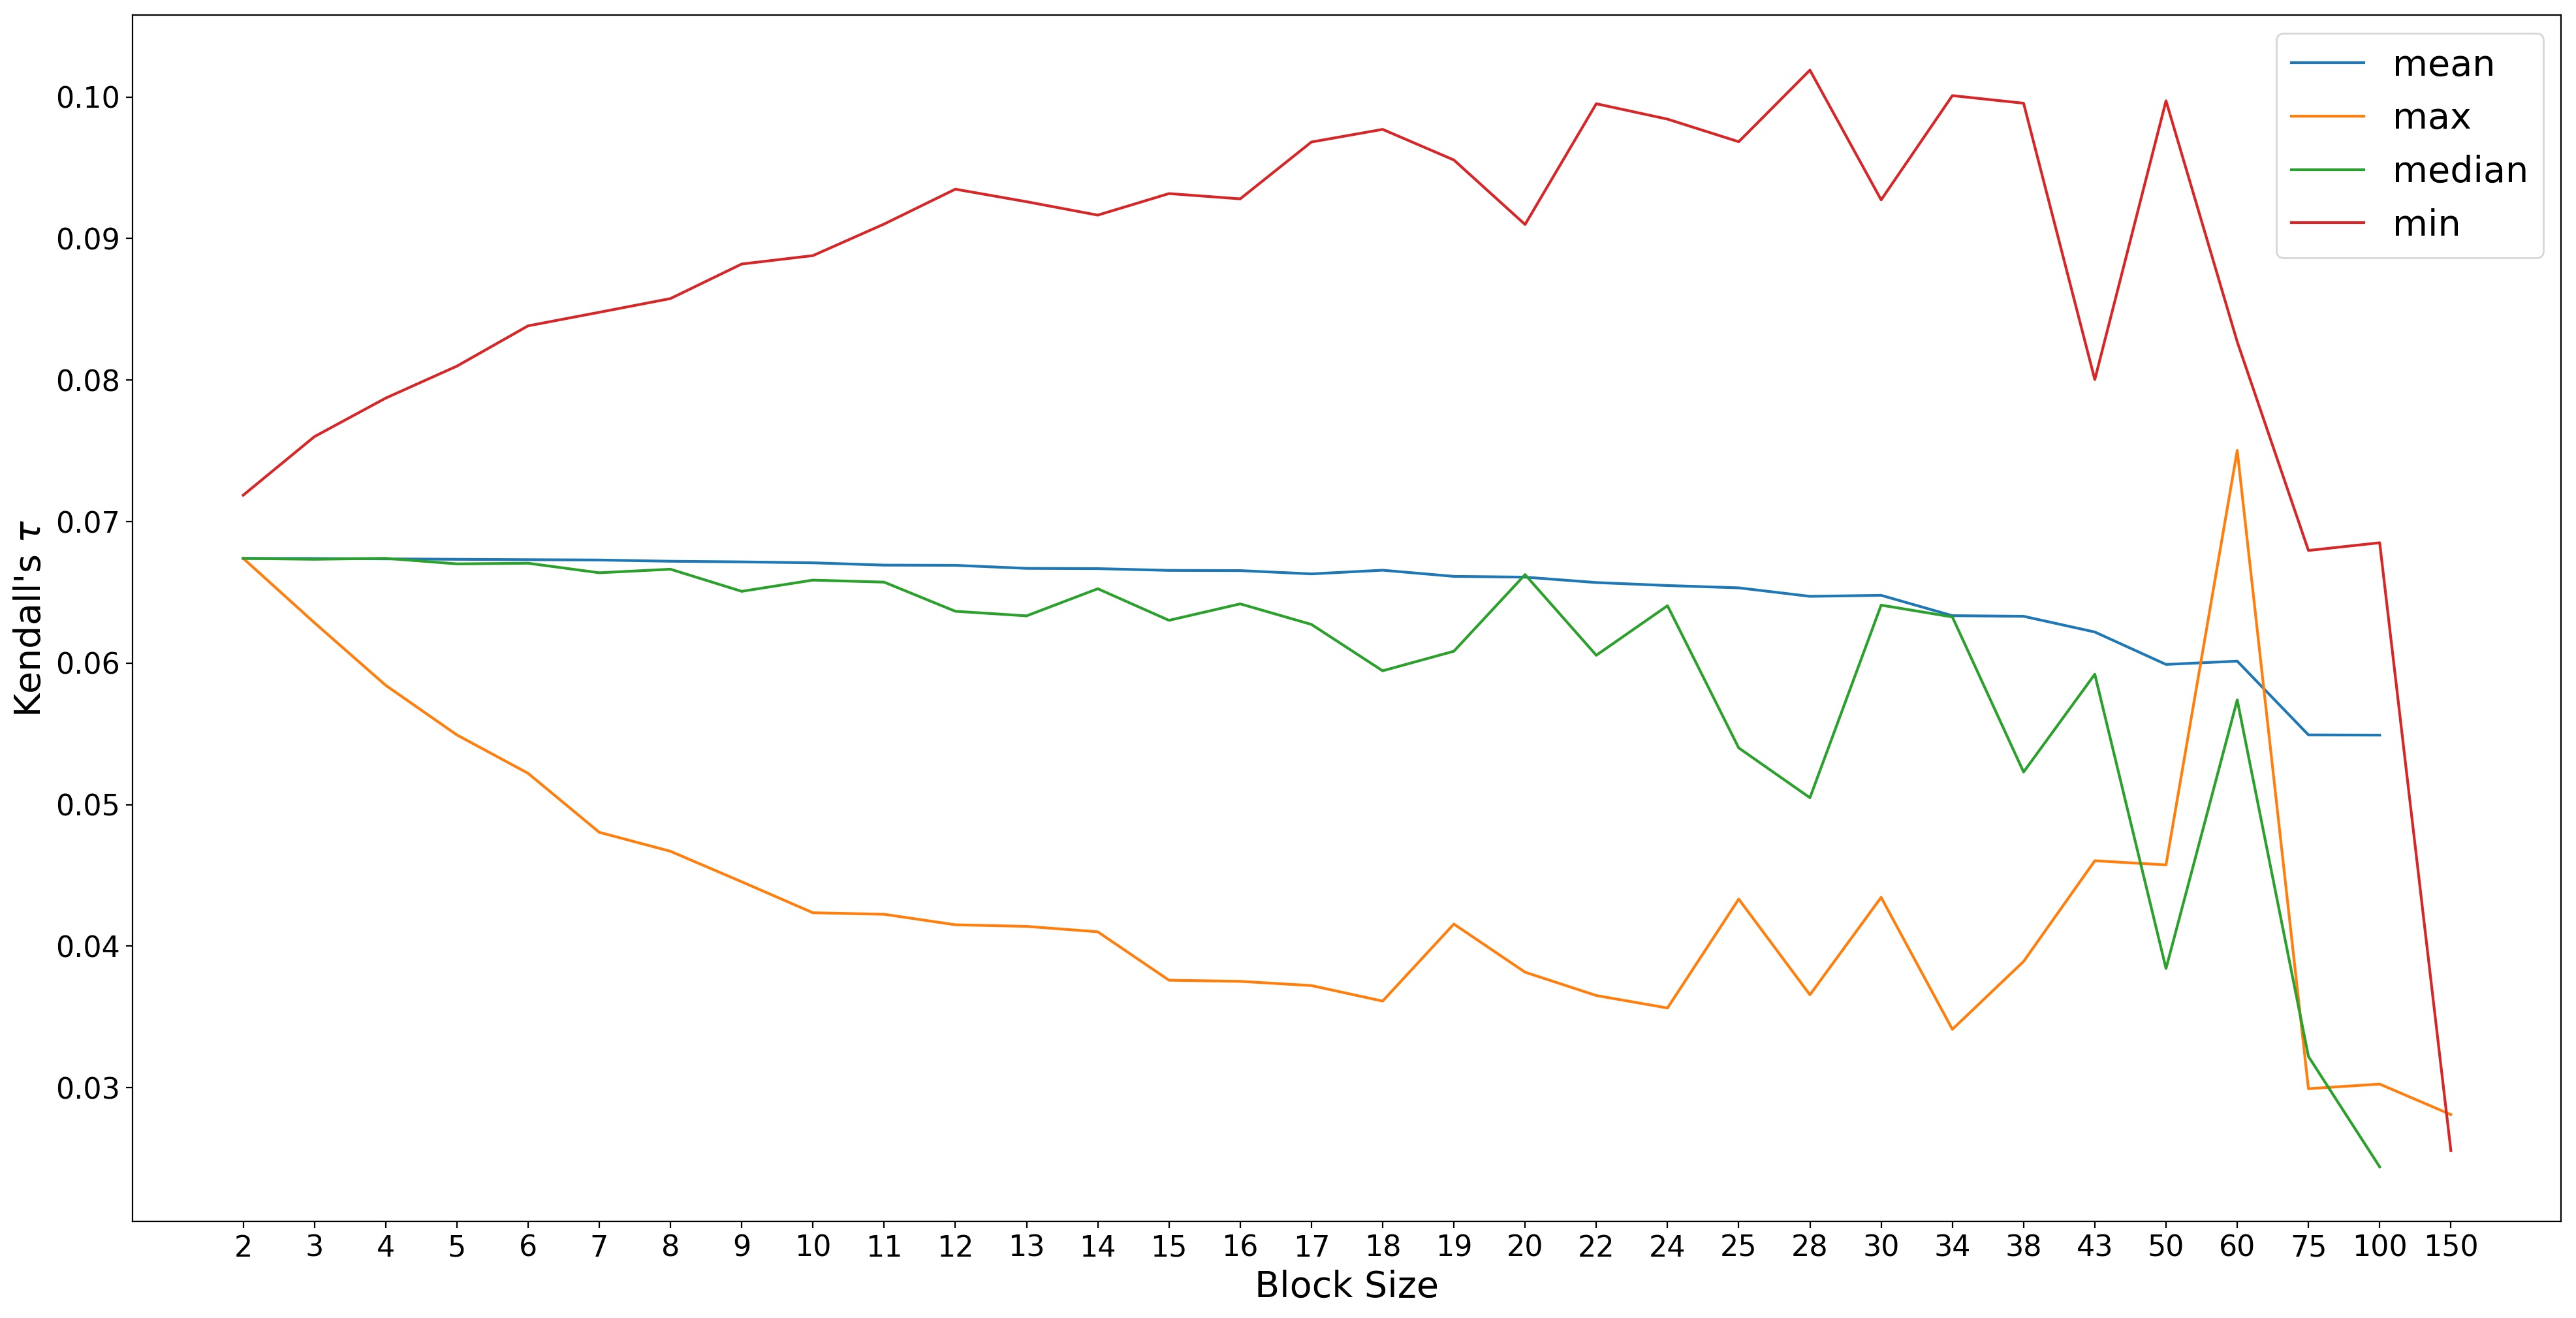 mean
max
median
min
0.10
0.09
0.08
0.07
0.06
0.05
0.04
0.03
Kendall's τ
2 3 4 5 6 7 8 9 10 11 12 13 14 15 16 17 18 19 20 22 24 25 28 30 34 38 43 50 60 75 100 150
Block Size